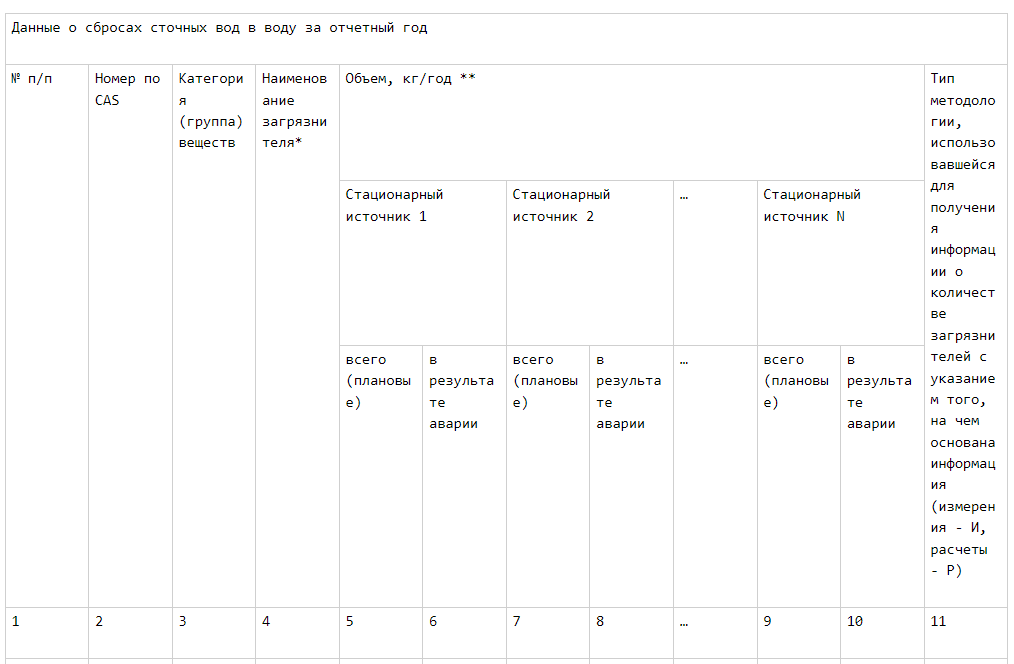 Данные о сбросах сточных вод в воду за отчетный год
№ п/п
Номер по
CAS
Категори
я
(группа)
веществ
Наименов
ание
загрязни
теля*
Объем, кг/год **
Тип
методоло
гии,
использо
вавшейся
для
получени
я
информац
ии о
количест
ве
загрязни
телей с
указание
м того,
на чем
основана
информац
ия
(измерен
ия - И,
расчеты
- Р)
Стационарный
источник 1
Стационарный
источник 2
…
Стационарный
источник N
всего
(плановы
е)
в
результа
те
аварии
всего
(плановы
е)
в
результа
те
аварии
…
всего
(плановы
е)
в
результа
те
аварии
1
2
3
4
5
6
7
8
…
9
10
11